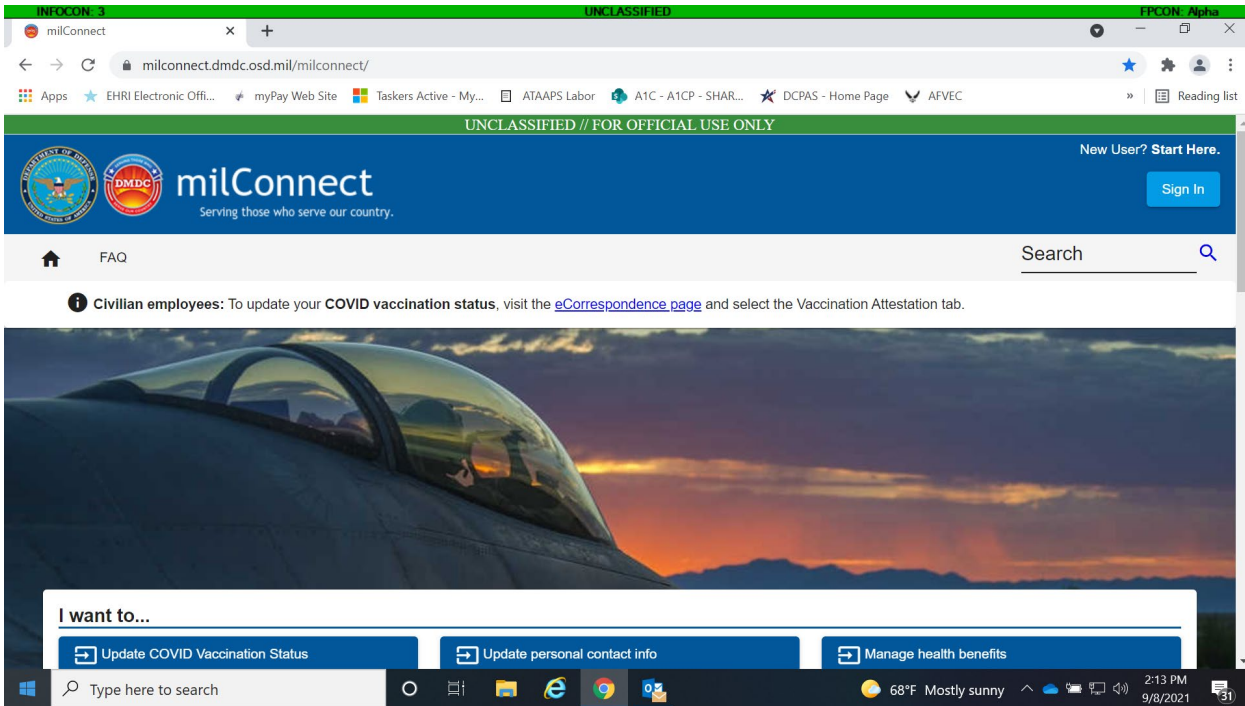 INFOCON: 3 UNCLASSIFIED FPCON: Alpha
milConnect
milconnect.dmdc.osd.mil/milconnect/
Apps EHRI Electronic Offi... myPay Web Site Taskers Active - My... ATAAPS Labor A1C - A1CP - SHAR... DCPAS - Home Page AFVEC » Reading list
UNCLASSIFIED // FOR OFFICIAL USE ONLY
New User? Start Here.
DMDC
milConnect
Sign In
Serving those who serve our country.
FAQ
Search
Civilian employees: To update your COVID vaccination status, visit the eCorrespondence page and select the Vaccination Attestation tab.
I want to...
Update COVID Vaccination Status Update personal contact info Manage health benefits
Type here to search
68°F Mostly sunny
2:13 PM
9/8/2021
31